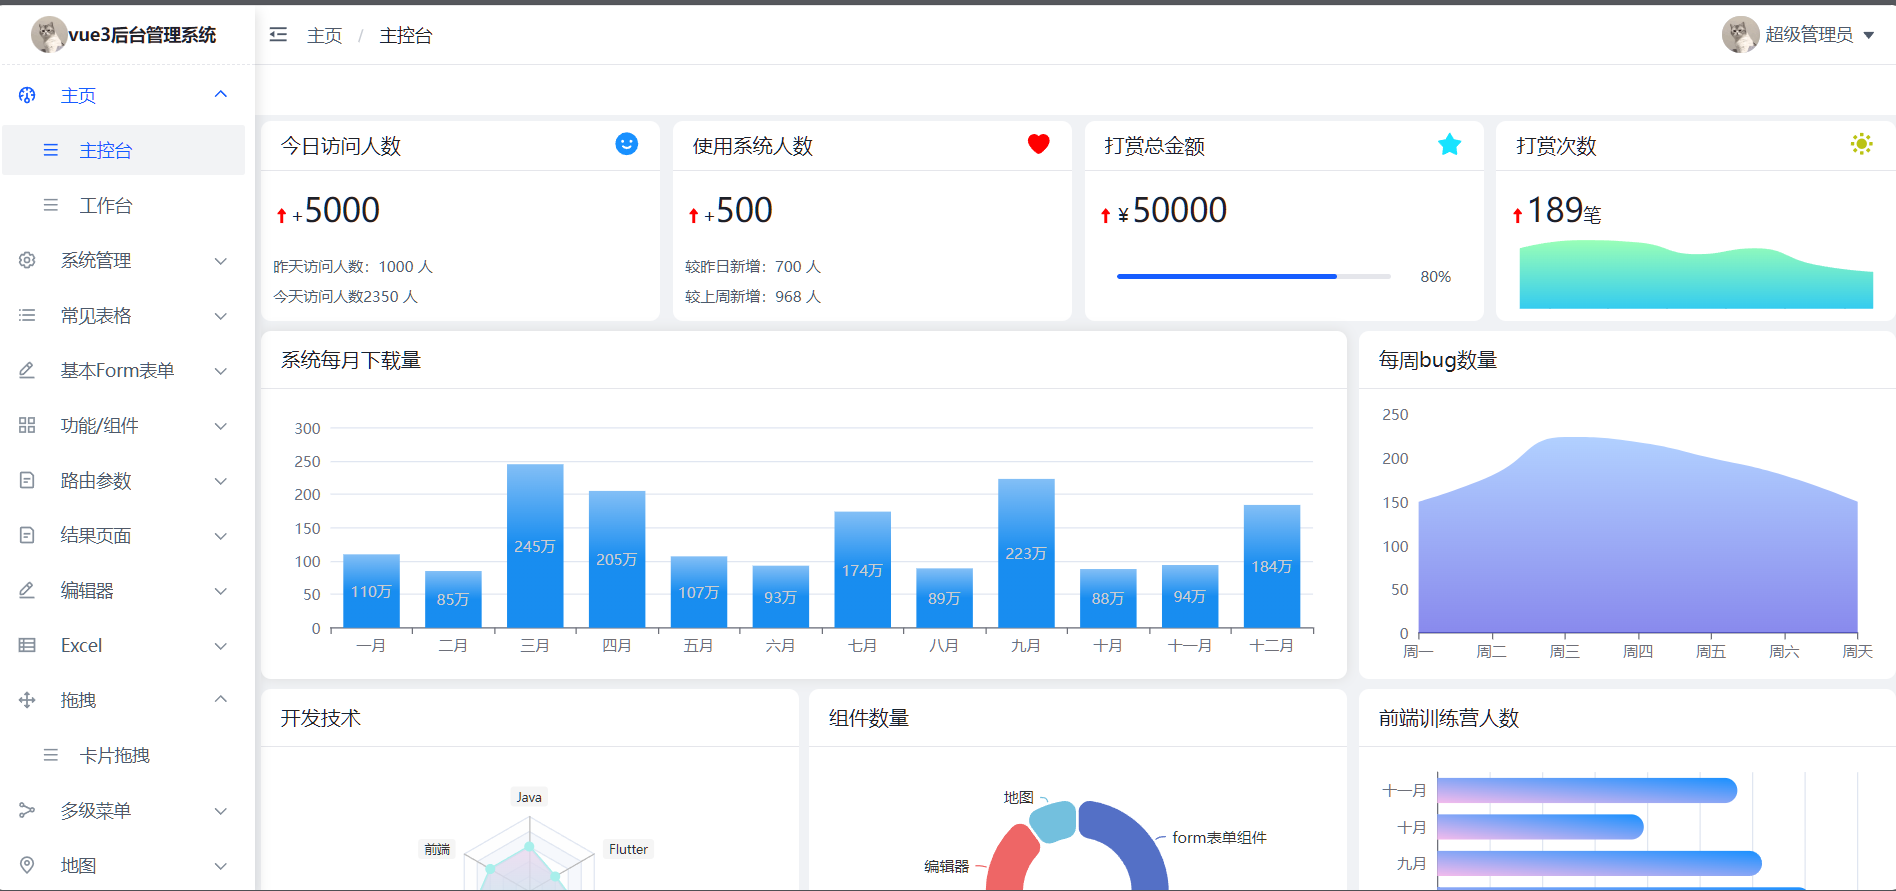 vue3后台管理系统
主页 / 主控台
超级管理员
主页
主控台
工作台
系统管理
常见表格
基本Form表单
功能/组件
路由参数
结果页面
编辑器
Excel
拖拽
卡片拖拽
多级菜单
地图
今日访问人数
+5000
昨天访问人数：1000 人
今天访问人数2350 人
使用系统人数
+500
较昨日新增：700 人
较上周新增：968 人
打赏总金额
¥50000
80%
打赏次数
189笔
系统每月下载量
300
250
200
150
100
50
0
110万
85万
245万
205万
107万
93万
174万
89万
223万
88万
94万
184万
一月 二月 三月 四月 五月 六月 七月 八月 九月 十月 十一月 十二月
每周bug数量
250
200
150
100
50
0
周一 周二 周三 周四 周五 周六 周天
开发技术
Java
前端
Flutter
组件数量
地图
form表单组件
编辑器
前端训练营人数
十一月
十月
九月